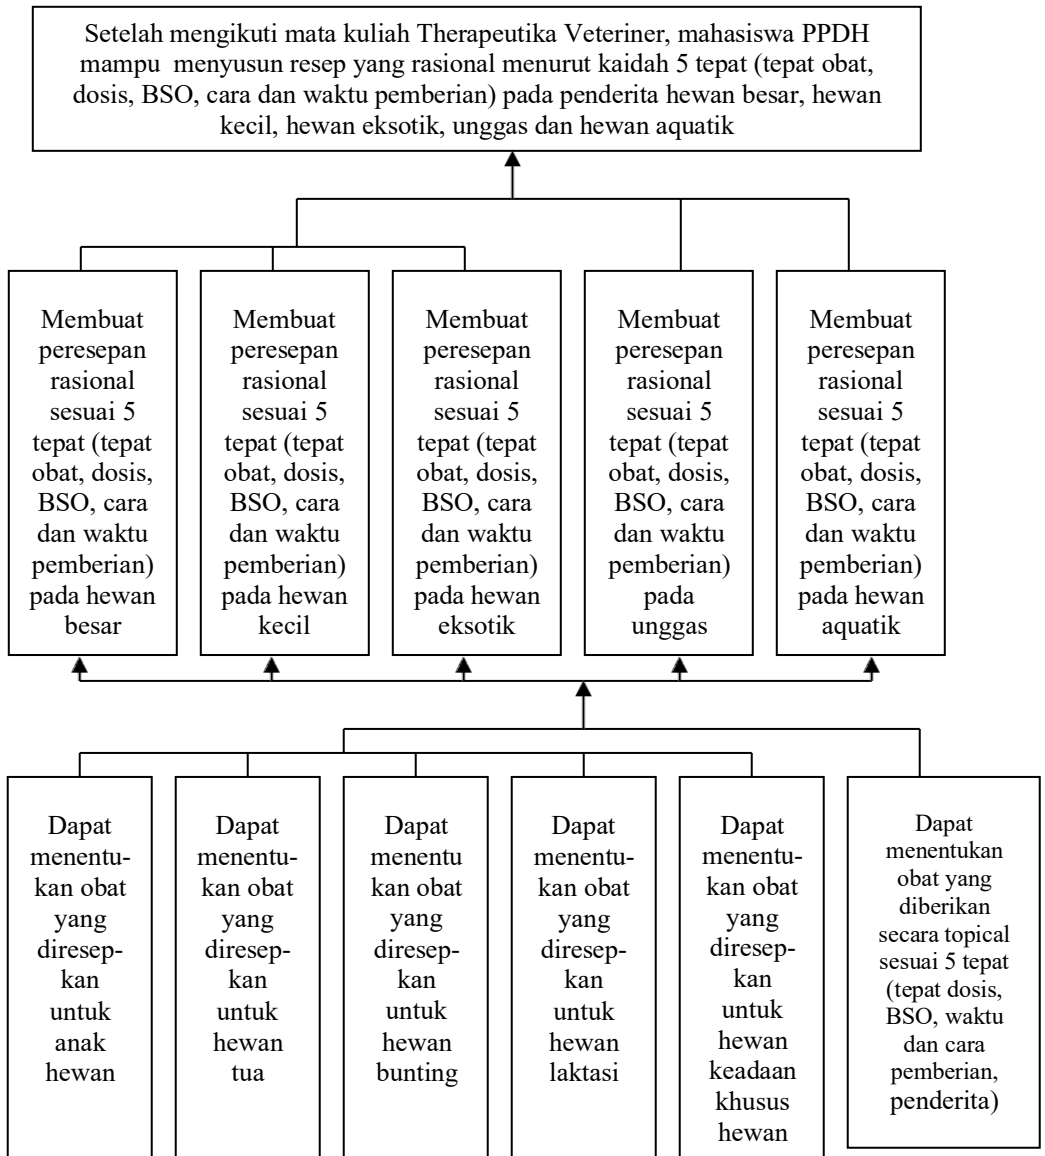 Setelah mengikuti mata kuliah Therapeutika Veteriner, mahasiswa PPDH
mampu menyusun resep yang rasional menurut kaidah 5 tepat (tepat obat,
dosis, BSO, cara dan waktu pemberian) pada penderita hewan besar, hewan
kecil, hewan eksotik, unggas dan hewan aquatik
Membuat
peresepan
rasional
sesuai 5
tepat (tepat
obat, dosis,
BSO, cara
dan waktu
pemberian)
pada hewan
besar
Membuat
peresepan
rasional
sesuai 5
tepat (tepat
obat, dosis,
BSO, cara
dan waktu
pemberian)
pada hewan
kecil
Membuat
peresepan
rasional
sesuai 5
tepat (tepat
obat, dosis,
BSO, cara
dan waktu
pemberian)
pada hewan
eksotik
Membuat
peresepan
rasional
sesuai 5
tepat (tepat
obat, dosis,
BSO, cara
dan waktu
pemberian)
pada
unggas
Membuat
peresepan
rasional
sesuai 5
tepat (tepat
obat, dosis,
BSO, cara
dan waktu
pemberian)
pada hewan
aquatik
Dapat
menentu-
kan obat
yang
diresep-
kan
untuk
anak
hewan
Dapat
menentu-
kan obat
yang
diresep-
kan
untuk
hewan
tua
Dapat
menentu
kan obat
yang
diresep-
kan
untuk
hewan
bunting
Dapat
menentu-
kan obat
yang
diresep-
kan
untuk
hewan
laktasi
Dapat
menentu-
kan obat
yang
diresep-
kan
untuk
hewan
keadaan
khusus
hewan
Dapat
menentukan
obat yang
diberikan
secara topical
sesuai 5 tepat
(tepat dosis,
BSO, waktu
dan cara
pemberian,
penderita)